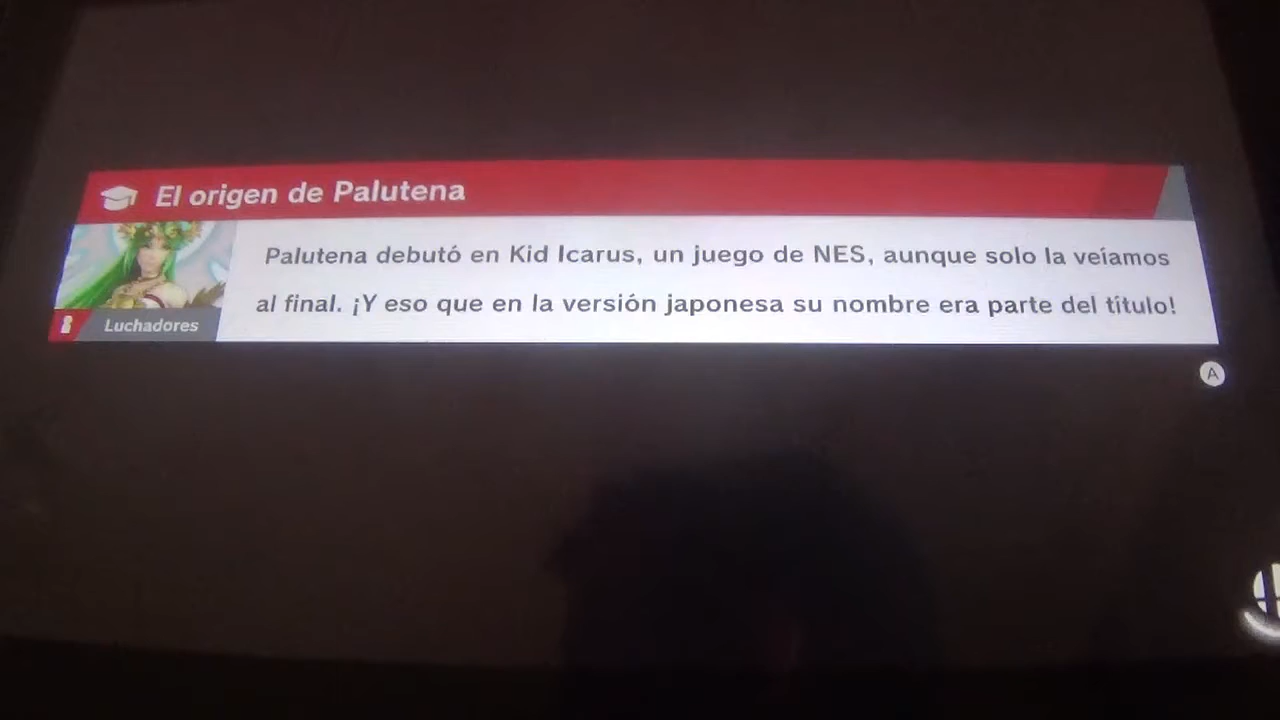 El origen de Palutena
Palutena debutó en Kid Icarus, un juego de NES, aunque solo la veíamos
al final. ¡Y eso que en la versión japonesa su nombre era parte del título!
Luchadores
A